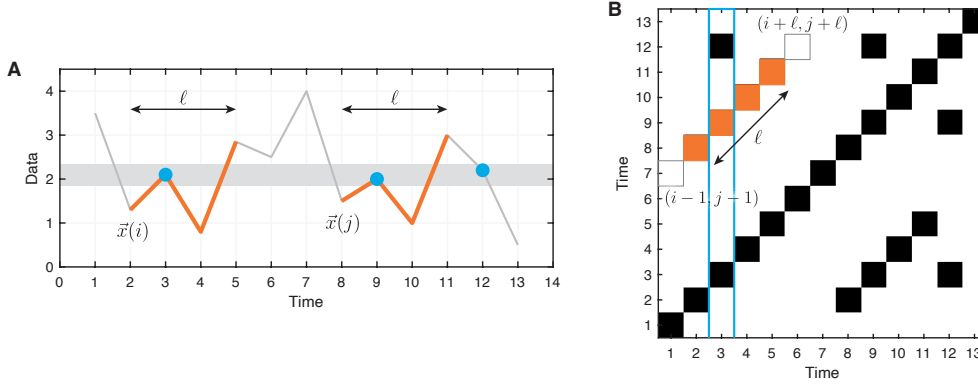 A
ℓ
ℓ
4
3
2
1
0
Data
x⃗(i)
x⃗(j)
0 1 2 3 4 5 6 7 8 9 10 11 12 13 14
Time
B
13
12
11
10
9
8
7
6
5
4
3
2
1
Time
(i+ℓ, j+ℓ)
ℓ
(i−1, j−1)
1 2 3 4 5 6 7 8 9 10 11 12 13
Time